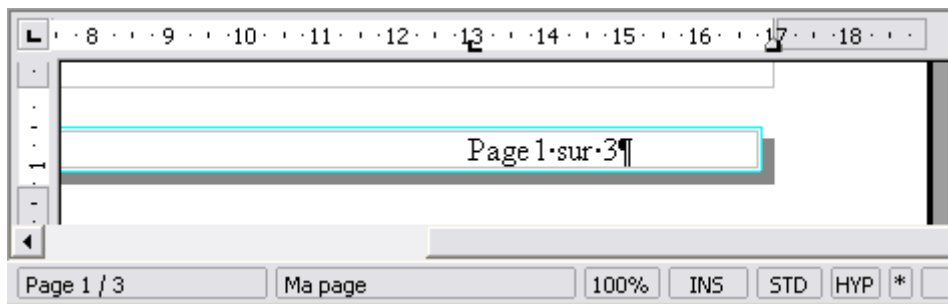 8 9 10 11 12 13 14 15 16 17 18
Page 1·sur·3¶
1
Page 1 / 3 Ma page 100% INS STD HYP *